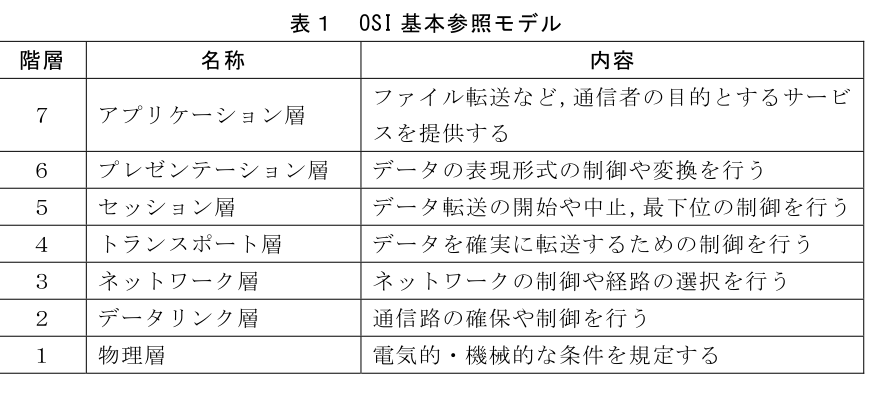 表１　OSI 基本参照モデル
階層　名称　内容
７　アプリケーション層　ファイル転送など，通信者の目的とするサービ
スを提供する
６　プレゼンテーション層　データの表現形式の制御や変換を行う
５　セッション層　データ転送の開始や中止，最下位の制御を行う
４　トランスポート層　データを確実に転送するための制御を行う
３　ネットワーク層　ネットワークの制御や経路の選択を行う
２　データリンク層　通信路の確保や制御を行う
１　物理層　電気的・機械的な条件を規定する